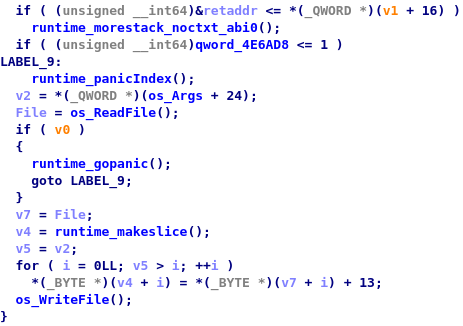 if ( (unsigned __int64)&retaddr <= *(_QWORD *)(v1 + 16) )
runtime_morestack_noctxt_abi0();
if ( (unsigned __int64)qword_4E6AD8 <= 1 )
LABEL_9:
runtime_panicIndex();
v2 = *(_QWORD *)(os_Args + 24);
File = os_ReadFile();
if ( v0 )
{
runtime_gopanic();
goto LABEL_9;
}
v7 = File;
v4 = runtime_makeslice();
v5 = v2;
for ( i = 0LL; v5 > i; ++i )
*(_BYTE *)(v4 + i) = *(_BYTE *)(v7 + i) + 13;
os_WriteFile();
}